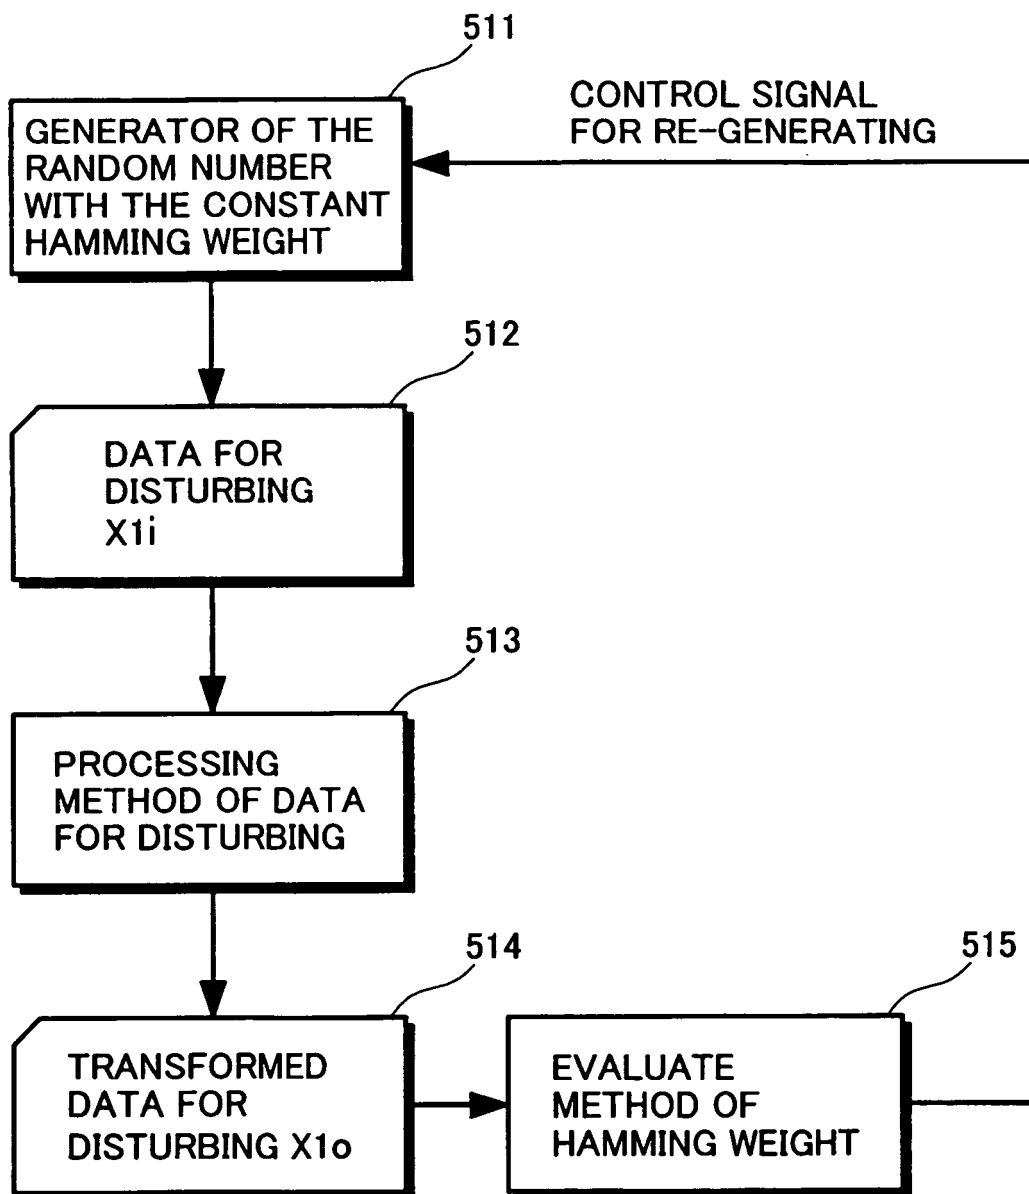 511
GENERATOR OF THE
RANDOM NUMBER
WITH THE CONSTANT
HAMMING WEIGHT
CONTROL SIGNAL
FOR RE-GENERATING
512
DATA FOR
DISTURBING
X1i
513
PROCESSING
METHOD OF DATA
FOR DISTURBING
514
TRANSFORMED
DATA FOR
DISTURBING X1o
515
EVALUATE
METHOD OF
HAMMING WEIGHT